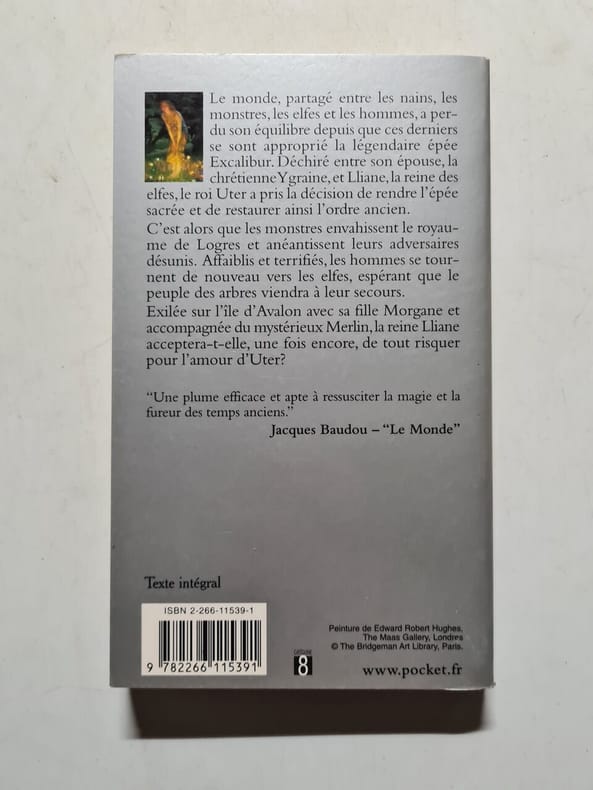 Le monde, partagé entre les nains, les
monstres, les elfes et les hommes, a per-
du son équilibre depuis que ces derniers
se sont approprié la légendaire épée
Excalibur. Déchiré entre son épouse, la
chrétienne Ygraine, et Lliane, la reine des
elfes, le roi Uter a pris la décision de rendre l'épée
sacrée et de restaurer ainsi l'ordre ancien.
C'est alors que les monstres envahissent le royau-
me de Logres et anéantissent leurs adversaires
désunis. Affaiblis et terrifiés, les hommes se tour-
nent de nouveau vers les elfes, espérant que le
peuple des arbres viendra à leur secours.
Exilée sur l'île d'Avalon avec sa fille Morgane et
accompagnée du mystérieux Merlin, la reine Lliane
acceptera-t-elle, une fois encore, de tout risquer
pour l'amour d'Uter?
"Une plume efficace et apte à ressusciter la magie et la
fureur des temps anciens."
Jacques Baudou – "Le Monde"
Texte intégral
ISBN 2-266-11539-1
9 782266 115391
Peinture de Edward Robert Hughes,
The Maas Gallery, Londres
© The Bridgeman Art Library, Paris.
catégorie
8
www.pocket.fr